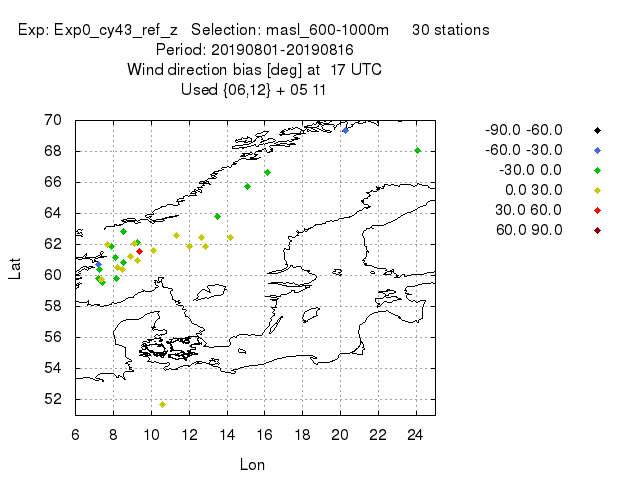 Exp: Exp0_cy43_ref_z Selection: masl_600-1000m 30 stations
Period: 20190801-20190816
Wind direction bias [deg] at 17 UTC
Used {06,12} + 05 11
70
68
66
64
62
60
58
56
54
52
Lat
6 8 10 12 14 16 18 20 22 24
Lon
-90.0 -60.0
-60.0 -30.0
-30.0 0.0
0.0 30.0
30.0 60.0
60.0 90.0